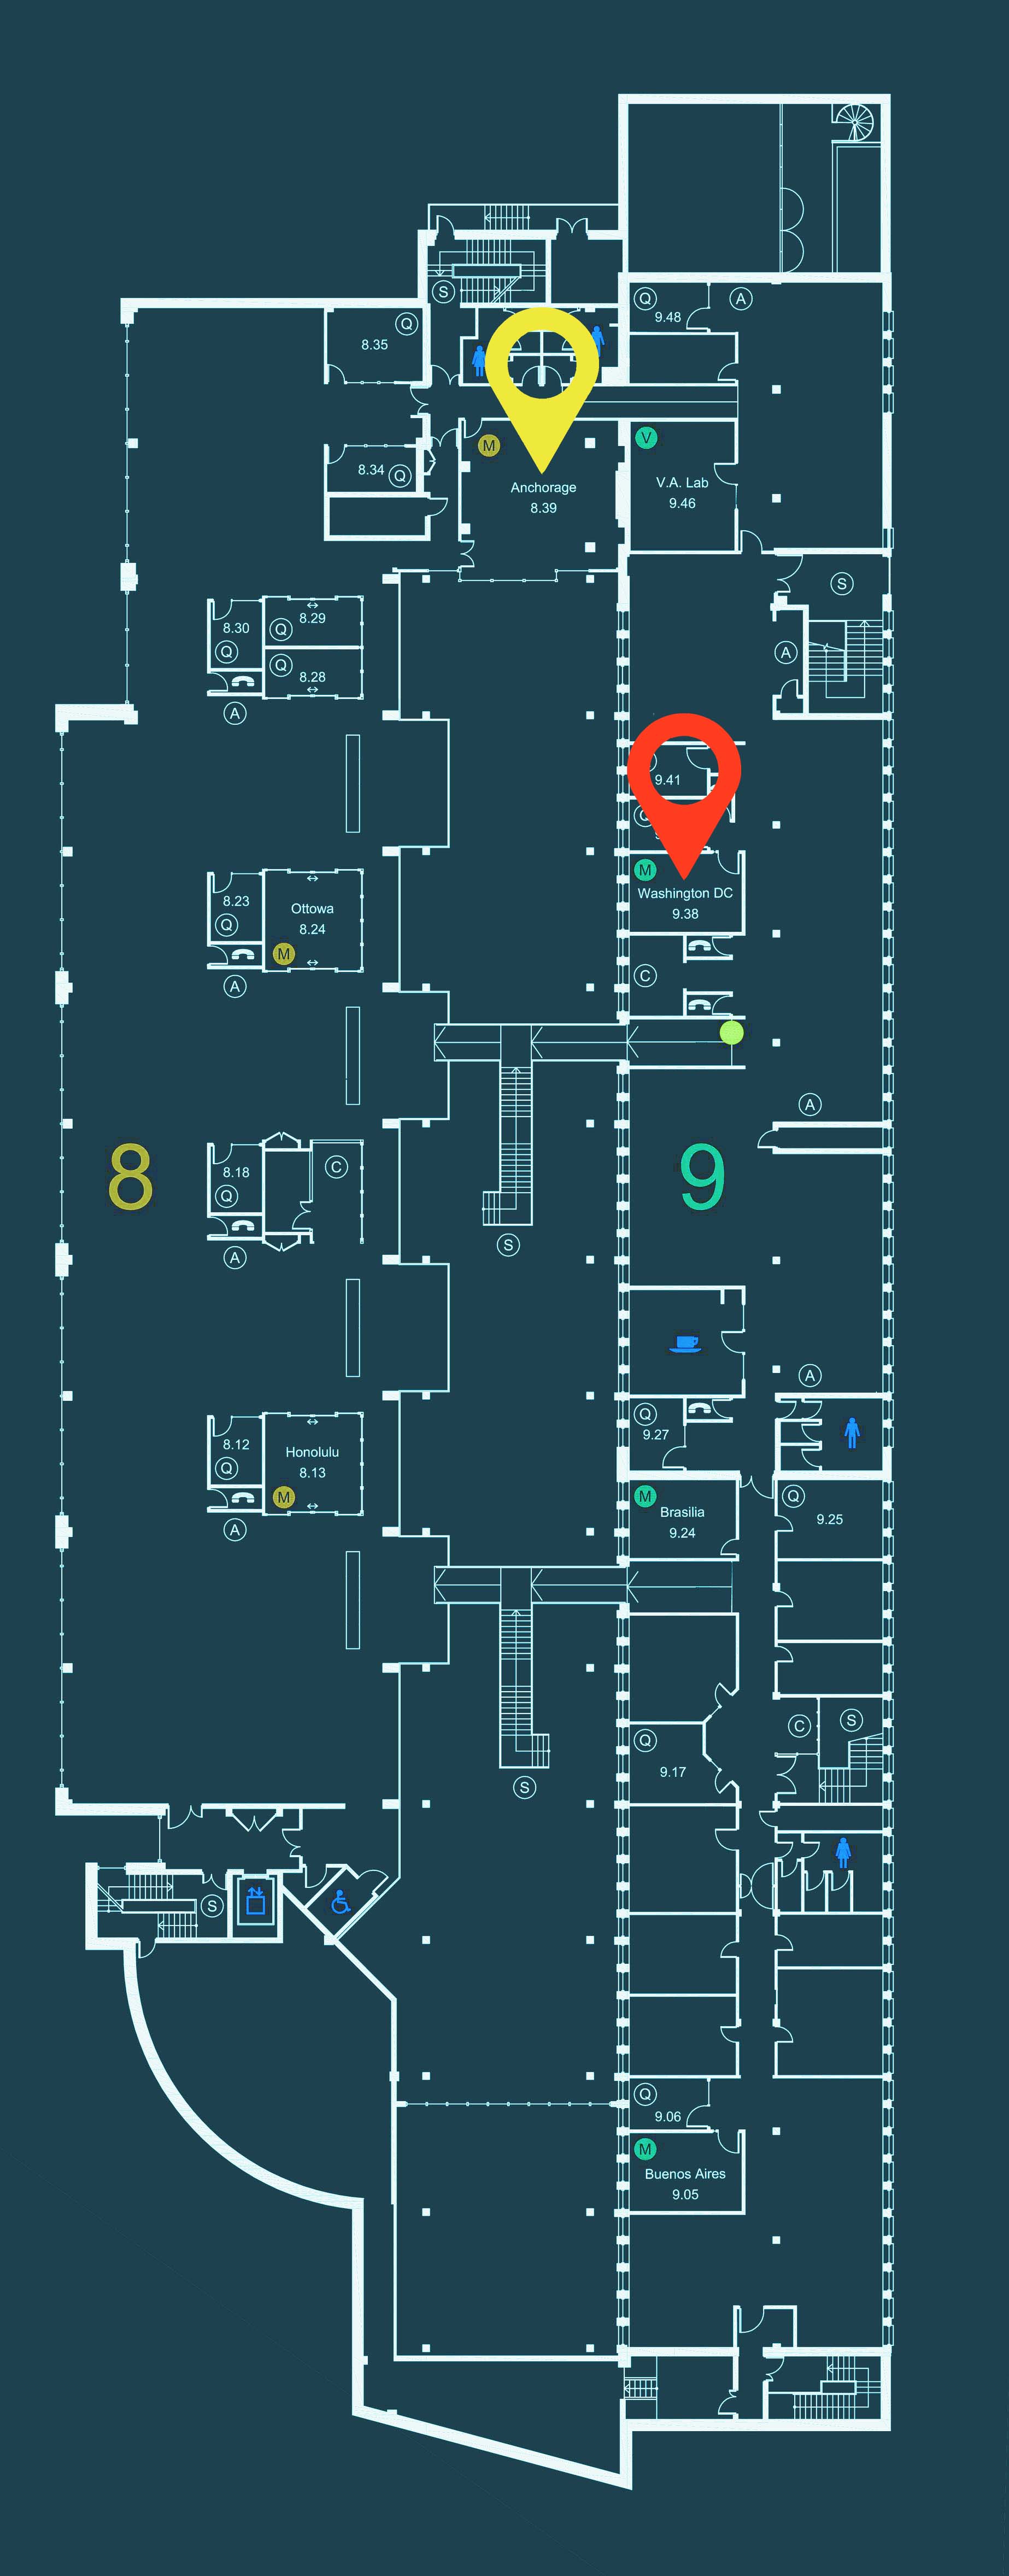 Q
9.48
A
S
Q
8.35
M
8.34
Q
Anchorage
8.39
V
V.A. Lab
9.46
S
8.30
Q
8.29
Q
Q
8.28
A
A
9.41
Q
M
Washington DC
9.38
8.23
Q
Ottowa
8.24
M
A
C
A
8
8.18
Q
C
A
S
9
A
8.12
Q
Honolulu
8.13
M
A
Q
9.27
M
Brasilia
9.24
Q
9.25
S
Q
9.17
C
S
S
Q
9.06
M
Buenos Aires
9.05